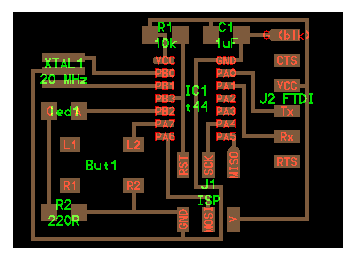 R1 C1 (blk)
10k 1uF
XTAL1 VCC GND CTS
20 MHz PB0 PA0
PB1 IC1 PA1 VCC
PB3 t44 PA2 J2 FTDI
led1 PB2 PA3 Tx
PA7 PA4
PA6 PA5 Rx
L1 L2
But1 RST SCK MISO RTS
R1 R2 J1
R2 ISP
220R GND MOSI V